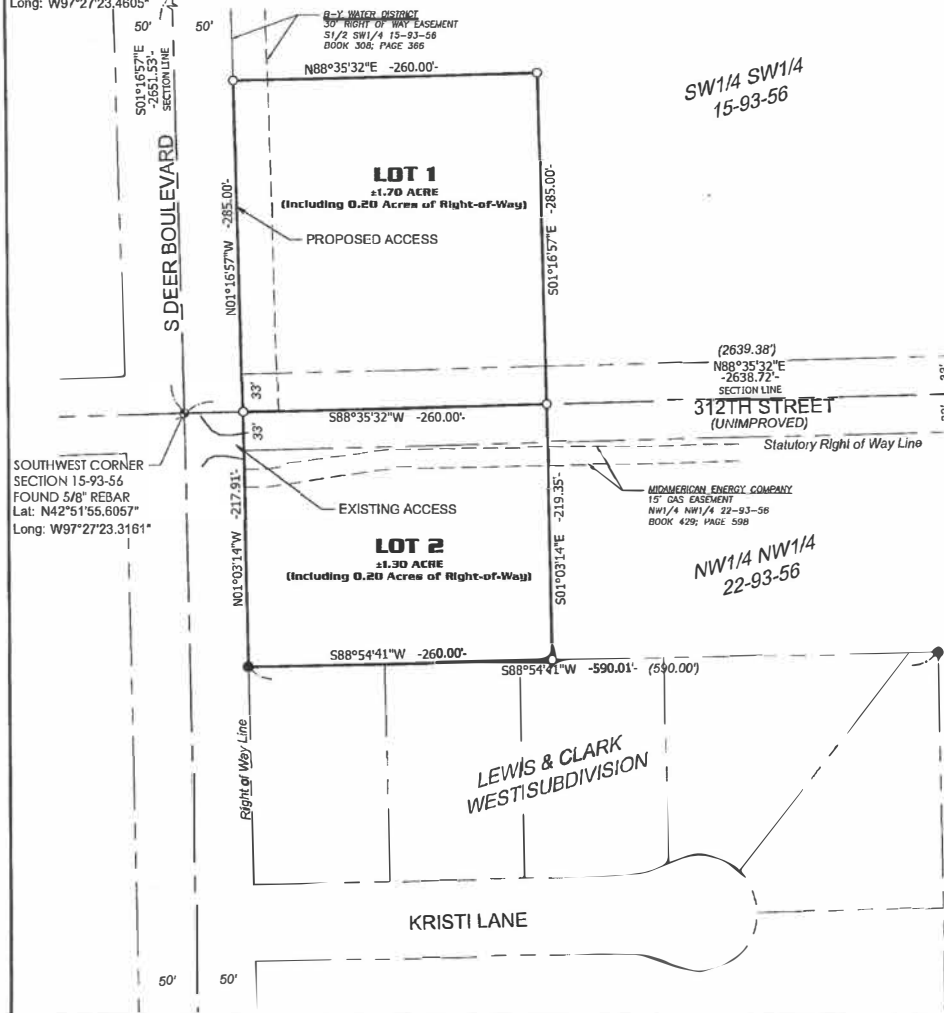 Long: W97°27'23.4605"
50'
50'
S01°16'57"E
-2651.53'-
SECTION LINE
B-Y WATER DISTRICT
30' RIGHT OF WAY EASEMENT
S1/2 SW1/4 15-93-56
BOOK 308; PAGE 366
N88°35'32"E -260.00'-
SW1/4 SW1/4
15-93-56
S DEER BOULEVARD
N01°16'57"W -285.00'-
LOT 1
±1.70 ACRE
(Including 0.20 Acres of Right-of-Way)
PROPOSED ACCESS
S01°16'57"E -285.00'-
33'
33'
S88°35'32"W -260.00'-
(2639.38')
N88°35'32"E
-2638.72'-
SECTION LINE
312TH STREET
(UNIMPROVED)
Statutory Right of Way Line
SOUTHWEST CORNER
SECTION 15-93-56
FOUND 5/8" REBAR
Lat: N42°51'55.6057"
Long: W97°27'23.3161"
MIDAMERICAN ENERGY COMPANY
15' GAS EASEMENT
NW1/4 NW1/4 22-93-56
BOOK 429; PAGE 598
EXISTING ACCESS
N01°03'14"W -217.91'-
LOT 2
±1.30 ACRE
(Including 0.20 Acres of Right-of-Way)
S01°03'14"E -219.35'-
NW1/4 NW1/4
22-93-56
S88°54'41"W -260.00'-
S88°54'41"W -590.01'- (590.00')
Right of Way Line
LEWIS & CLARK
WEST SUBDIVISION
KRISTI LANE
50'
50'